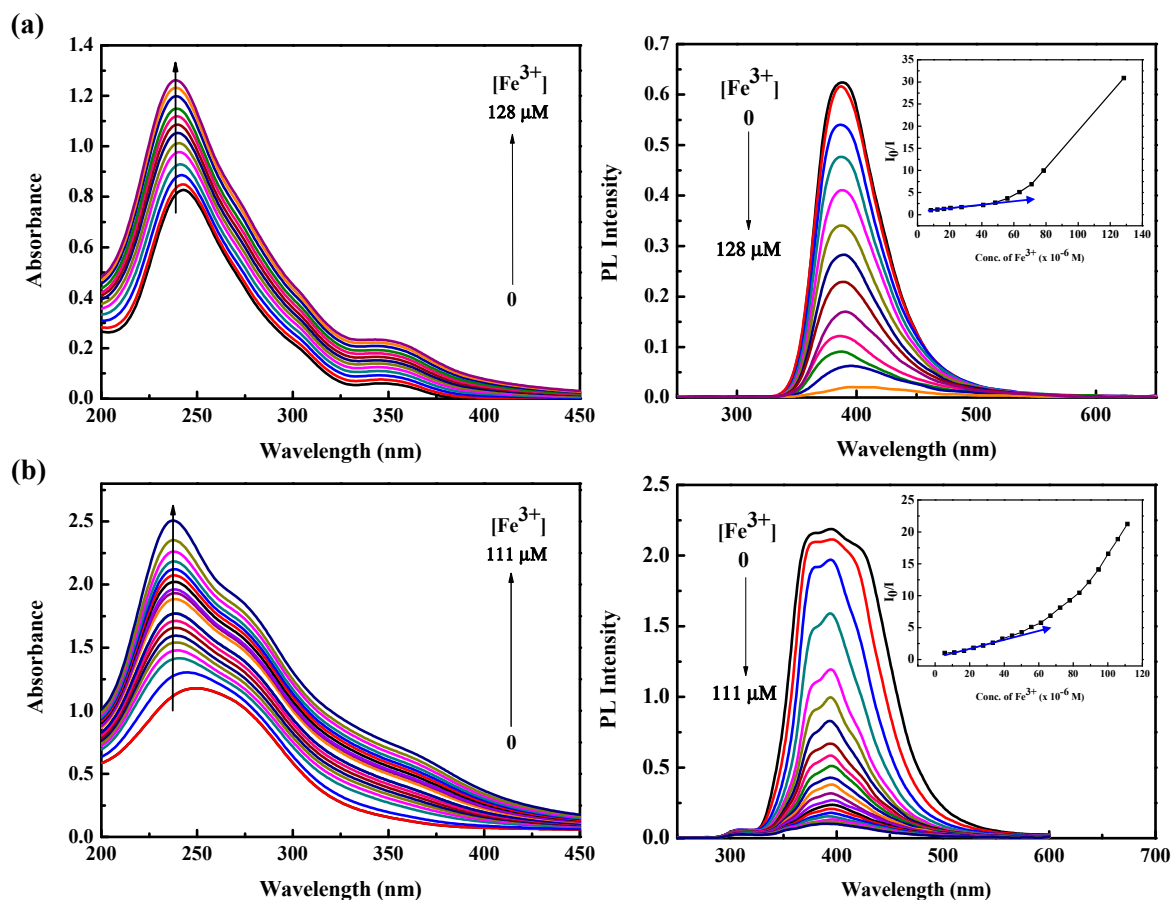 (a)
1.4
1.2
1.0
0.8
0.6
0.4
0.2
0.0
Absorbance
[Fe3+]
128 μM
0
200 250 300 350 400 450
Wavelength (nm)
0.7
0.6
0.5
0.4
0.3
0.2
0.1
0.0
PL Intensity
[Fe3+]
0
128 μM
300 400 500 600
Wavelength (nm)
35
30
25
20
15
10
5
0
I0/I
0 20 40 60 80 100 120 140
Conc. of Fe3+ (x 10-6 M)
(b)
2.5
2.0
1.5
1.0
0.5
0.0
Absorbance
[Fe3+]
111 μM
0
200 250 300 350 400 450
Wavelength (nm)
2.5
2.0
1.5
1.0
0.5
0.0
PL Intensity
[Fe3+]
0
111 μM
300 400 500 600 700
Wavelength (nm)
25
20
15
10
5
0
I0/I
0 20 40 60 80 100 120
Conc. of Fe3+ (x 10-6 M)